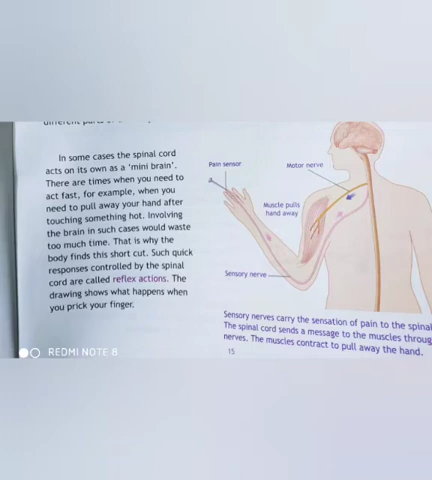 In some cases the spinal cord
acts on its own as a 'mini brain'.
There are times when you need to
act fast, for example, when you
need to pull away your hand after
touching something hot. Involving
the brain in such cases would waste
too much time. That is why the
body finds this short cut. Such quick
responses controlled by the spinal
cord are called reflex actions. The
drawing shows what happens when
you prick your finger.
Pain sensor
Motor nerve
Muscle pulls
hand away
Sensory nerve
Sensory nerves carry the sensation of pain to the spinal
The spinal cord sends a message to the muscles throug
nerves. The muscles contract to pull away the hand.
15
REDMI NOTE 8